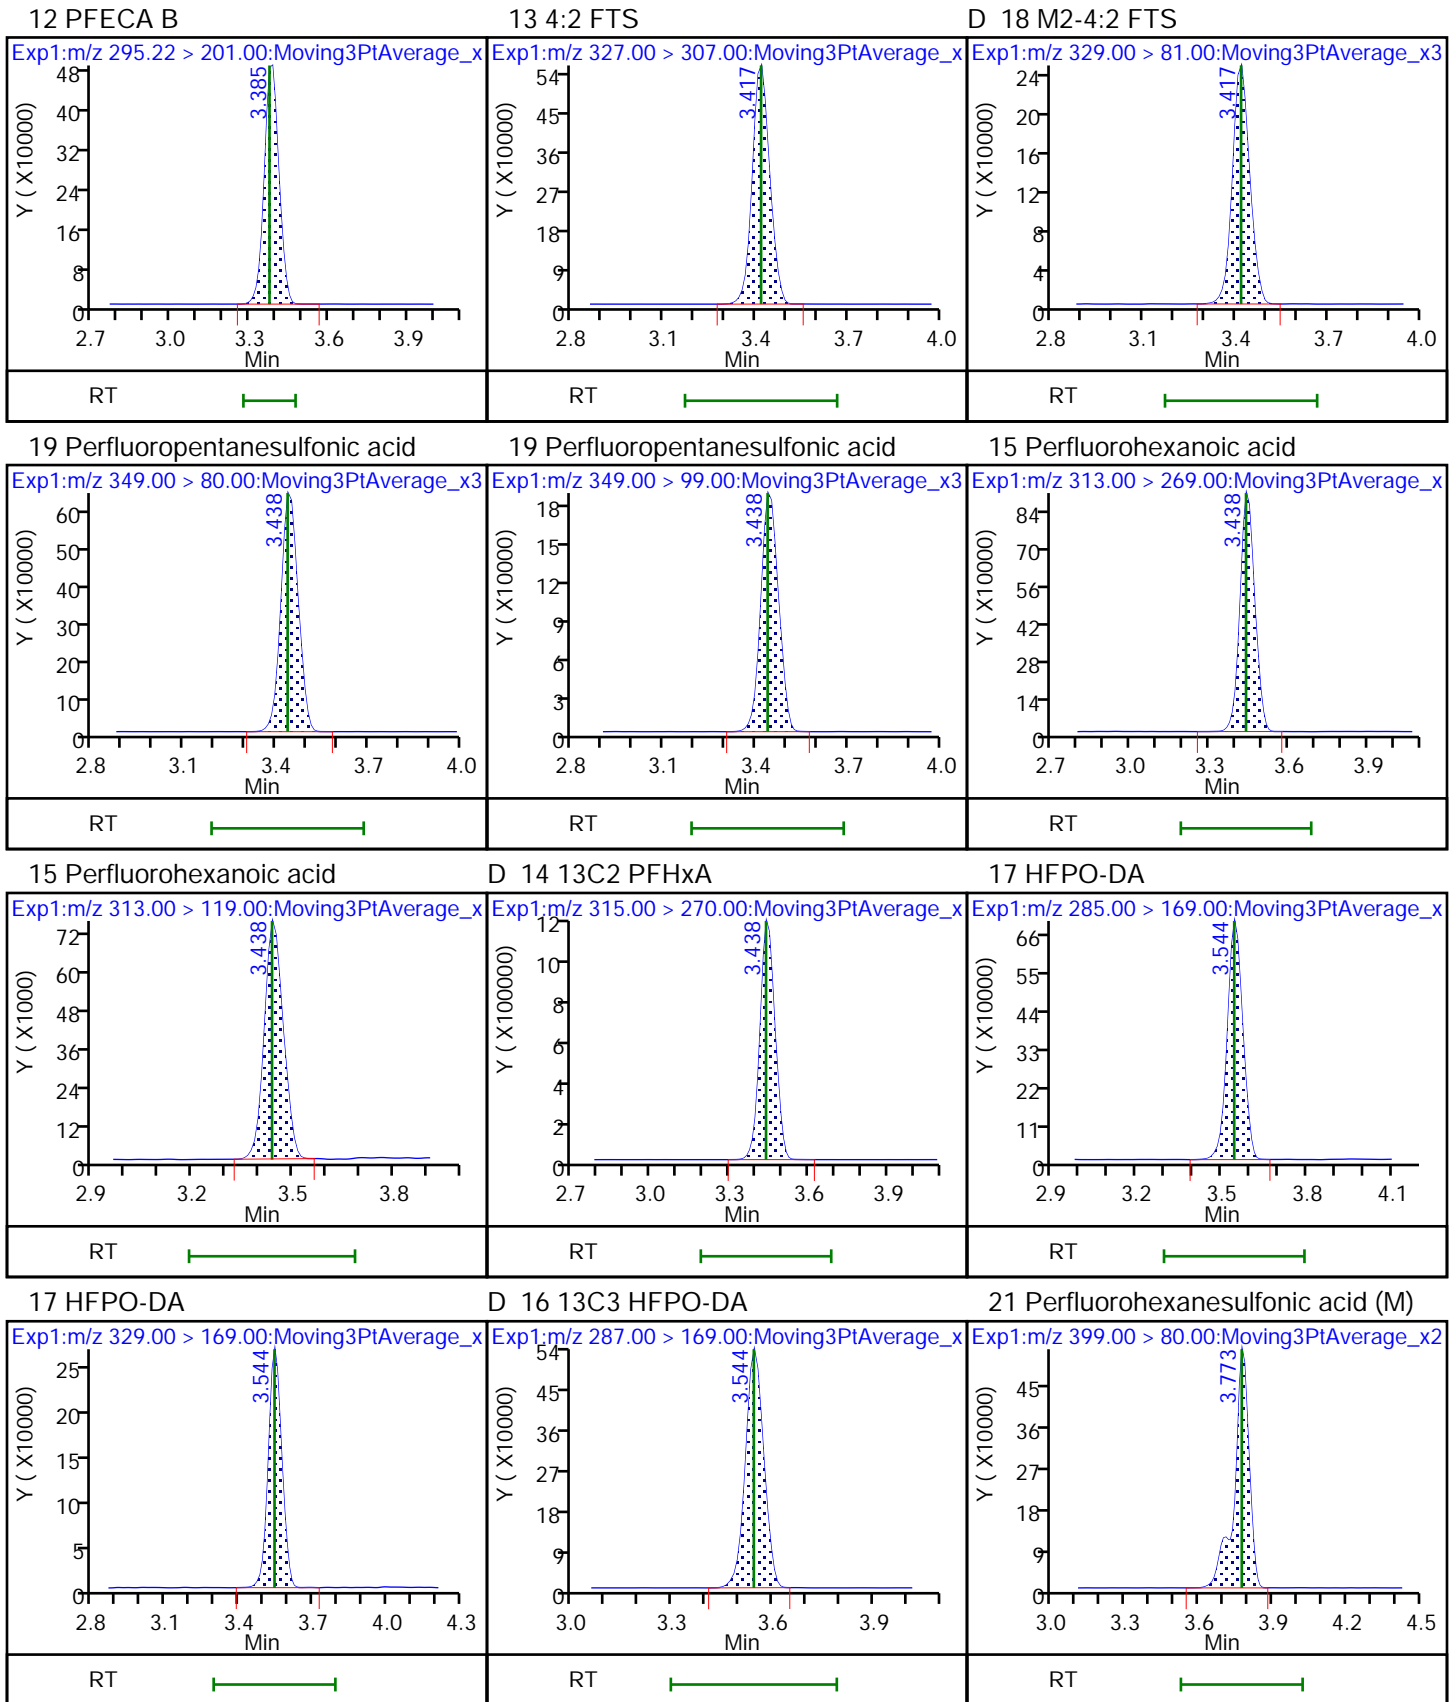 12 PFECA B
13 4:2 FTS
D 18 M2-4:2 FTS
Exp1:m/z 295.22 > 201.00:Moving3PtAverage_x
Exp1:m/z 327.00 > 307.00:Moving3PtAverage_x
Exp1:m/z 329.00 > 81.00:Moving3PtAverage_x3
3.385
3.417
3.417
Y ( X10000)
48
40
32
24
16
8
0
Y ( X10000)
54
45
36
27
18
9
0
Y ( X10000)
24
20
16
12
8
4
0
2.7 3.0 3.3 3.6 3.9
2.8 3.1 3.4 3.7 4.0
2.8 3.1 3.4 3.7 4.0
Min
Min
Min
RT
RT
RT
19 Perfluoropentanesulfonic acid
19 Perfluoropentanesulfonic acid
15 Perfluorohexanoic acid
Exp1:m/z 349.00 > 80.00:Moving3PtAverage_x3
Exp1:m/z 349.00 > 99.00:Moving3PtAverage_x3
Exp1:m/z 313.00 > 269.00:Moving3PtAverage_x
3.438
3.438
3.438
Y ( X10000)
60
50
40
30
20
10
0
Y ( X10000)
18
15
12
9
6
3
0
Y ( X10000)
84
70
56
42
28
14
0
2.8 3.1 3.4 3.7 4.0
2.8 3.1 3.4 3.7 4.0
2.7 3.0 3.3 3.6 3.9
Min
Min
Min
RT
RT
RT
15 Perfluorohexanoic acid
D 14 13C2 PFHxA
17 HFPO-DA
Exp1:m/z 313.00 > 119.00:Moving3PtAverage_x
Exp1:m/z 315.00 > 270.00:Moving3PtAverage_x
Exp1:m/z 285.00 > 169.00:Moving3PtAverage_x
3.438
3.438
3.544
Y ( X1000)
72
60
48
36
24
12
0
Y ( X100000)
12
10
8
6
4
2
0
Y ( X10000)
66
55
44
33
22
11
0
2.9 3.2 3.5 3.8
2.7 3.0 3.3 3.6 3.9
2.9 3.2 3.5 3.8 4.1
Min
Min
Min
RT
RT
RT
17 HFPO-DA
D 16 13C3 HFPO-DA
21 Perfluorohexanesulfonic acid (M)
Exp1:m/z 329.00 > 169.00:Moving3PtAverage_x
Exp1:m/z 287.00 > 169.00:Moving3PtAverage_x
Exp1:m/z 399.00 > 80.00:Moving3PtAverage_x2
3.544
3.544
3.773
Y ( X10000)
25
20
15
10
5
0
Y ( X10000)
54
45
36
27
18
9
0
Y ( X10000)
45
36
27
18
9
0
2.8 3.1 3.4 3.7 4.0 4.3
3.0 3.3 3.6 3.9
3.0 3.3 3.6 3.9 4.2 4.5
Min
Min
Min
RT
RT
RT